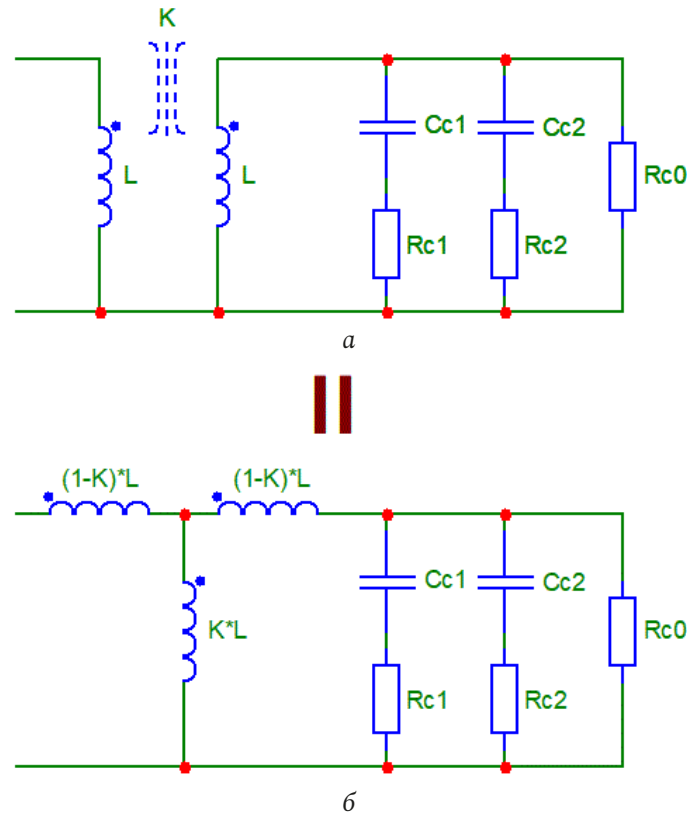 K
L
L
Cc1
Cc2
Rc0
Rc1
Rc2
а
(1-K)*L
(1-K)*L
Cc1
Cc2
K*L
Rc0
Rc1
Rc2
б